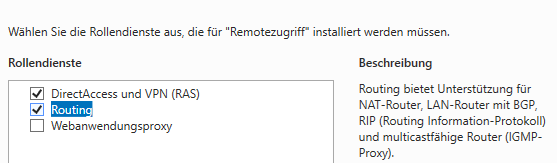 Wählen Sie die Rollendienste aus, die für "Remotezugriff" installiert werden müssen.
Rollendienste
DirectAccess und VPN (RAS)
Routing
Webanwendungsproxy
Beschreibung
Routing bietet Unterstützung für
NAT-Router, LAN-Router mit BGP,
RIP (Routing Information-Protokoll)
und multicastfähige Router (IGMP-
Proxy).